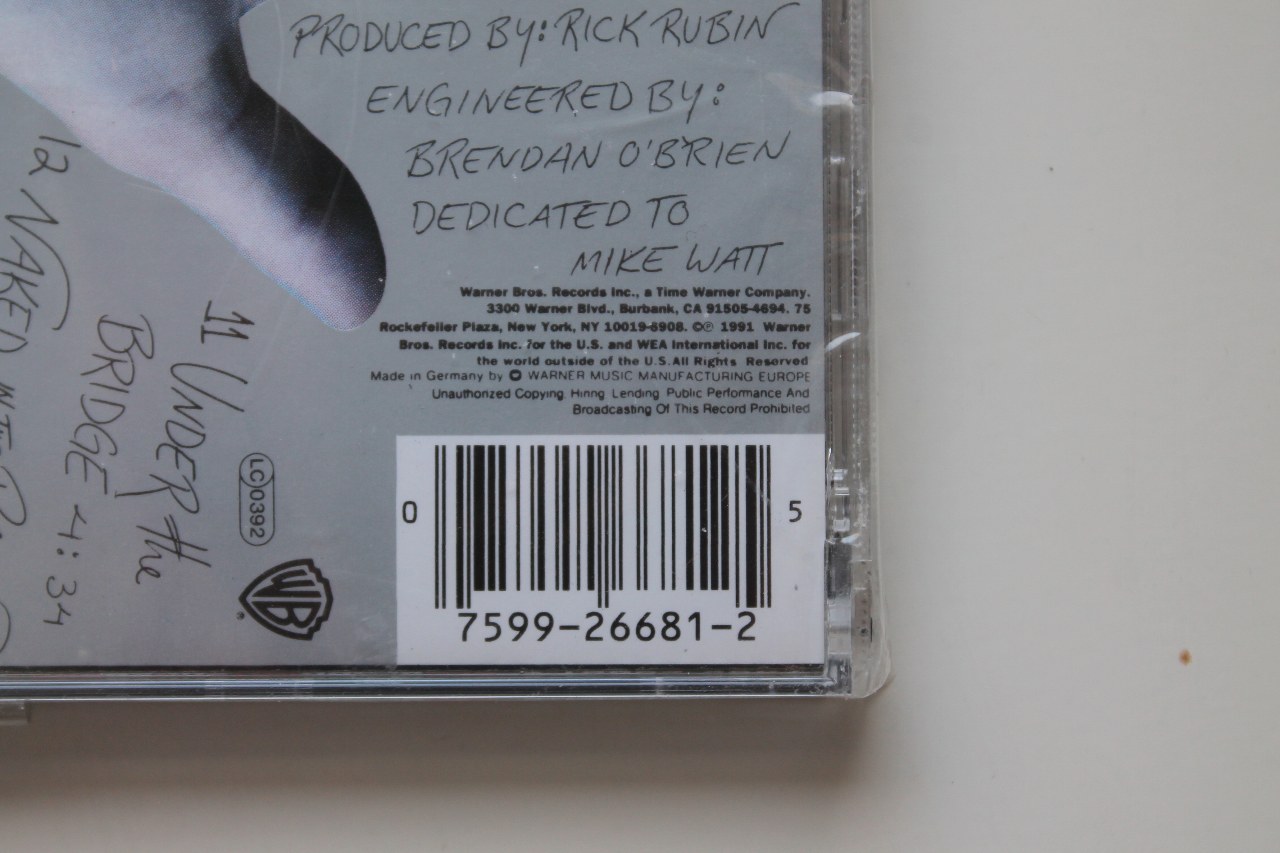 PRODUCED BY: RICK RUBIN
ENGINEERED BY:
BRENDAN O'BRIEN
DEDICATED TO
MIKE WATT
Warner Bros. Records Inc., a Time Warner Company.
3300 Warner Blvd., Burbank, CA 91505-4694. 75
Rockefeller Plaza, New York, NY 10019-6908. ©℗ 1991 Warner
Bros. Records Inc. for the U.S. and WEA International Inc. for
the world outside of the U.S. All Rights Reserved
Made in Germany by WARNER MUSIC MANUFACTURING EUROPE
Unauthorized Copying Hiring Lending Public Performance And
Broadcasting Of This Record Prohibited
12 NAKED IN THE
11 UNDER the
BRIDGE 4:34
LC 0392
WB
®
0
5
7599-26681-2